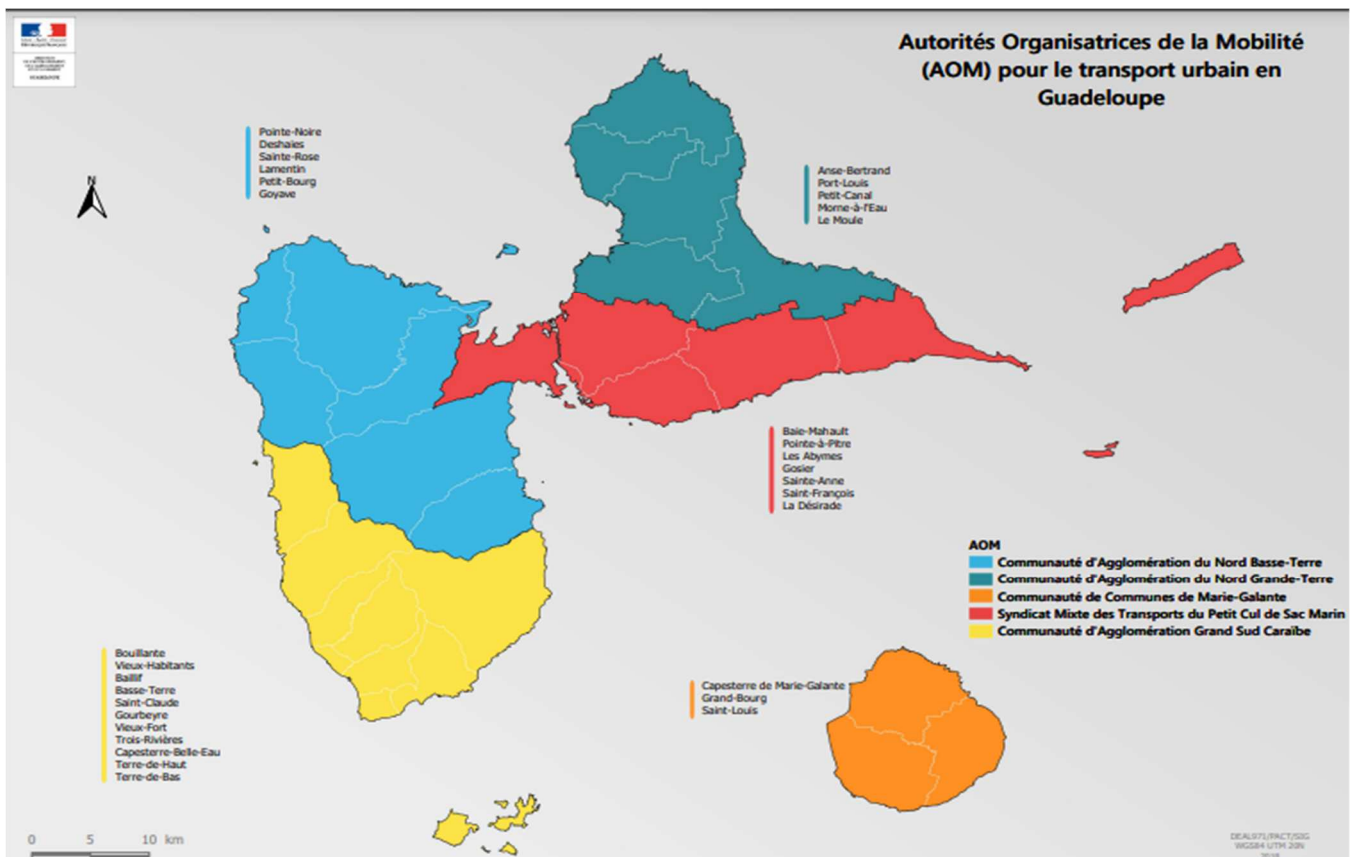 Autorités Organisatrices de la Mobilité
(AOM) pour le transport urbain en
Guadeloupe
Pointe-Noire
Deshaies
Sainte-Rose
Lamentin
Petit-Bourg
Goyave
N
Anse-Bertrand
Port-Louis
Petit-Canal
Morne-à-l'Eau
Le Moule
Baie-Mahault
Pointe-à-Pitre
Les Abymes
Gosier
Sainte-Anne
Saint-François
La Désirade
AOM
Communauté d'Agglomération du Nord Basse-Terre
Communauté d'Agglomération du Nord Grande-Terre
Communauté de Communes de Marie-Galante
Syndicat Mixte des Transports du Petit Cul de Sac Marin
Communauté d'Agglomération Grand Sud Caraïbe
Bouillante
Vieux-Habitants
Baillif
Basse-Terre
Saint-Claude
Gourbeyre
Vieux-Fort
Trois-Rivières
Capesterre-Belle-Eau
Terre-de-Haut
Terre-de-Bas
Capesterre de Marie-Galante
Grand-Bourg
Saint-Louis
0 5 10 km
DEAL971/PACT/SIG
WGS84 UTM 20N